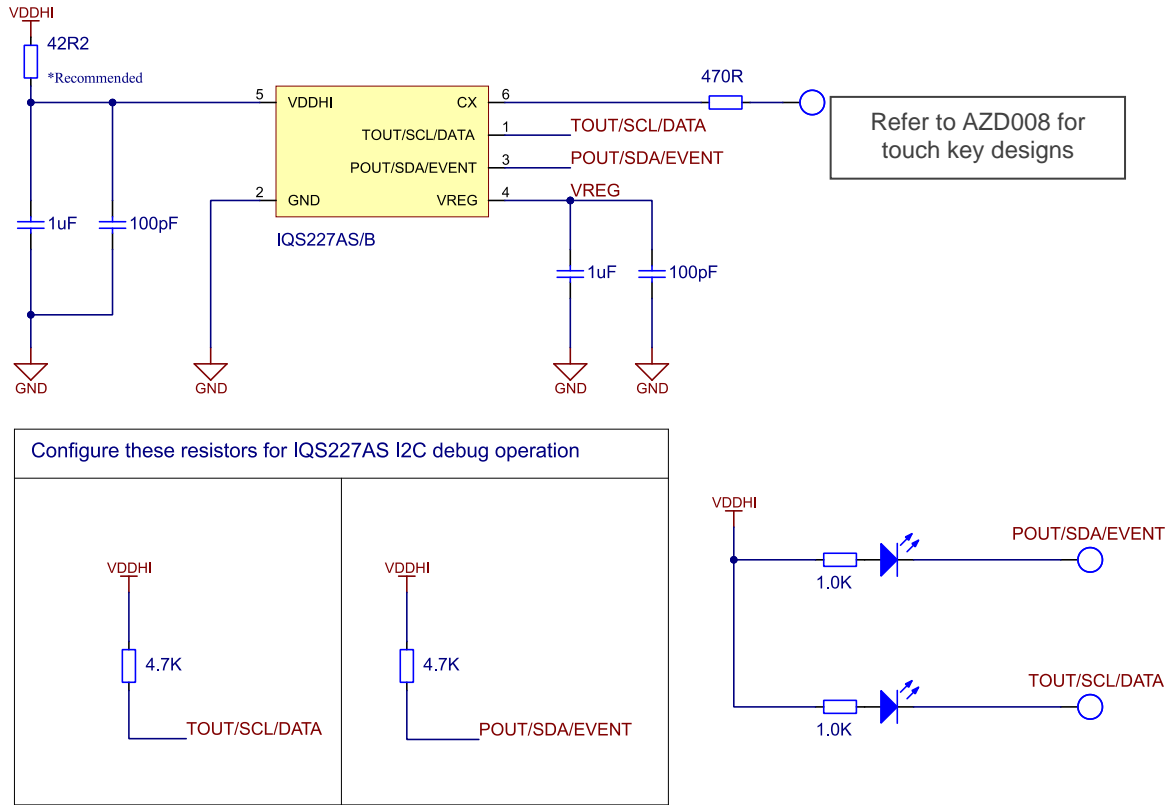 VDDHI
42R2
*Recommended
1uF
100pF
GND
5
VDDHI
2
GND
CX
6
TOUT/SCL/DATA
1
POUT/SDA/EVENT
3
VREG
4
IQS227AS/B
GND
470R
TOUT/SCL/DATA
POUT/SDA/EVENT
VREG
1uF
100pF
GND
GND
Refer to AZD008 for
touch key designs
Configure these resistors for IQS227AS I2C debug operation
VDDHI
4.7K
TOUT/SCL/DATA
VDDHI
4.7K
POUT/SDA/EVENT
VDDHI
1.0K
POUT/SDA/EVENT
1.0K
TOUT/SCL/DATA